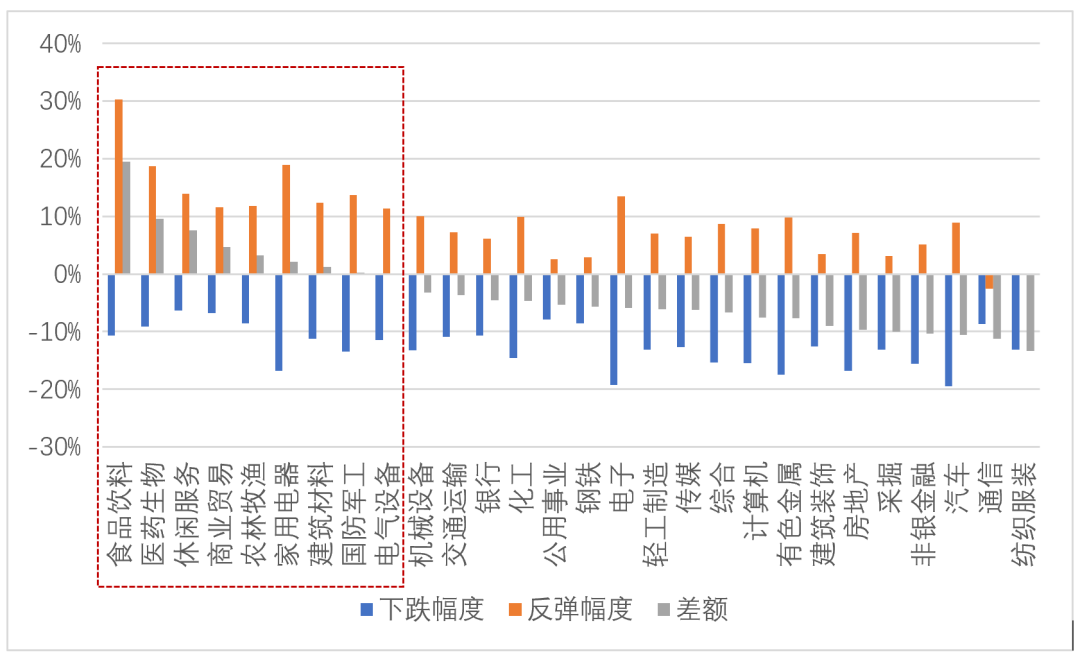 40%
30%
20%
10%
0%
-10%
-20%
-30%
食品饮料
医药生物
休闲服务
商业贸易
农林牧渔
家用电器
建筑材料
国防军工
电气设备
机械设备
交通运输
银行
化工
公用事业
钢铁
电子
轻工制造
传媒
综合
计算机
有色金属
建筑装饰
房地产
采掘
非银金融
汽车
通信
纺织服装
下跌幅度 反弹幅度 差额